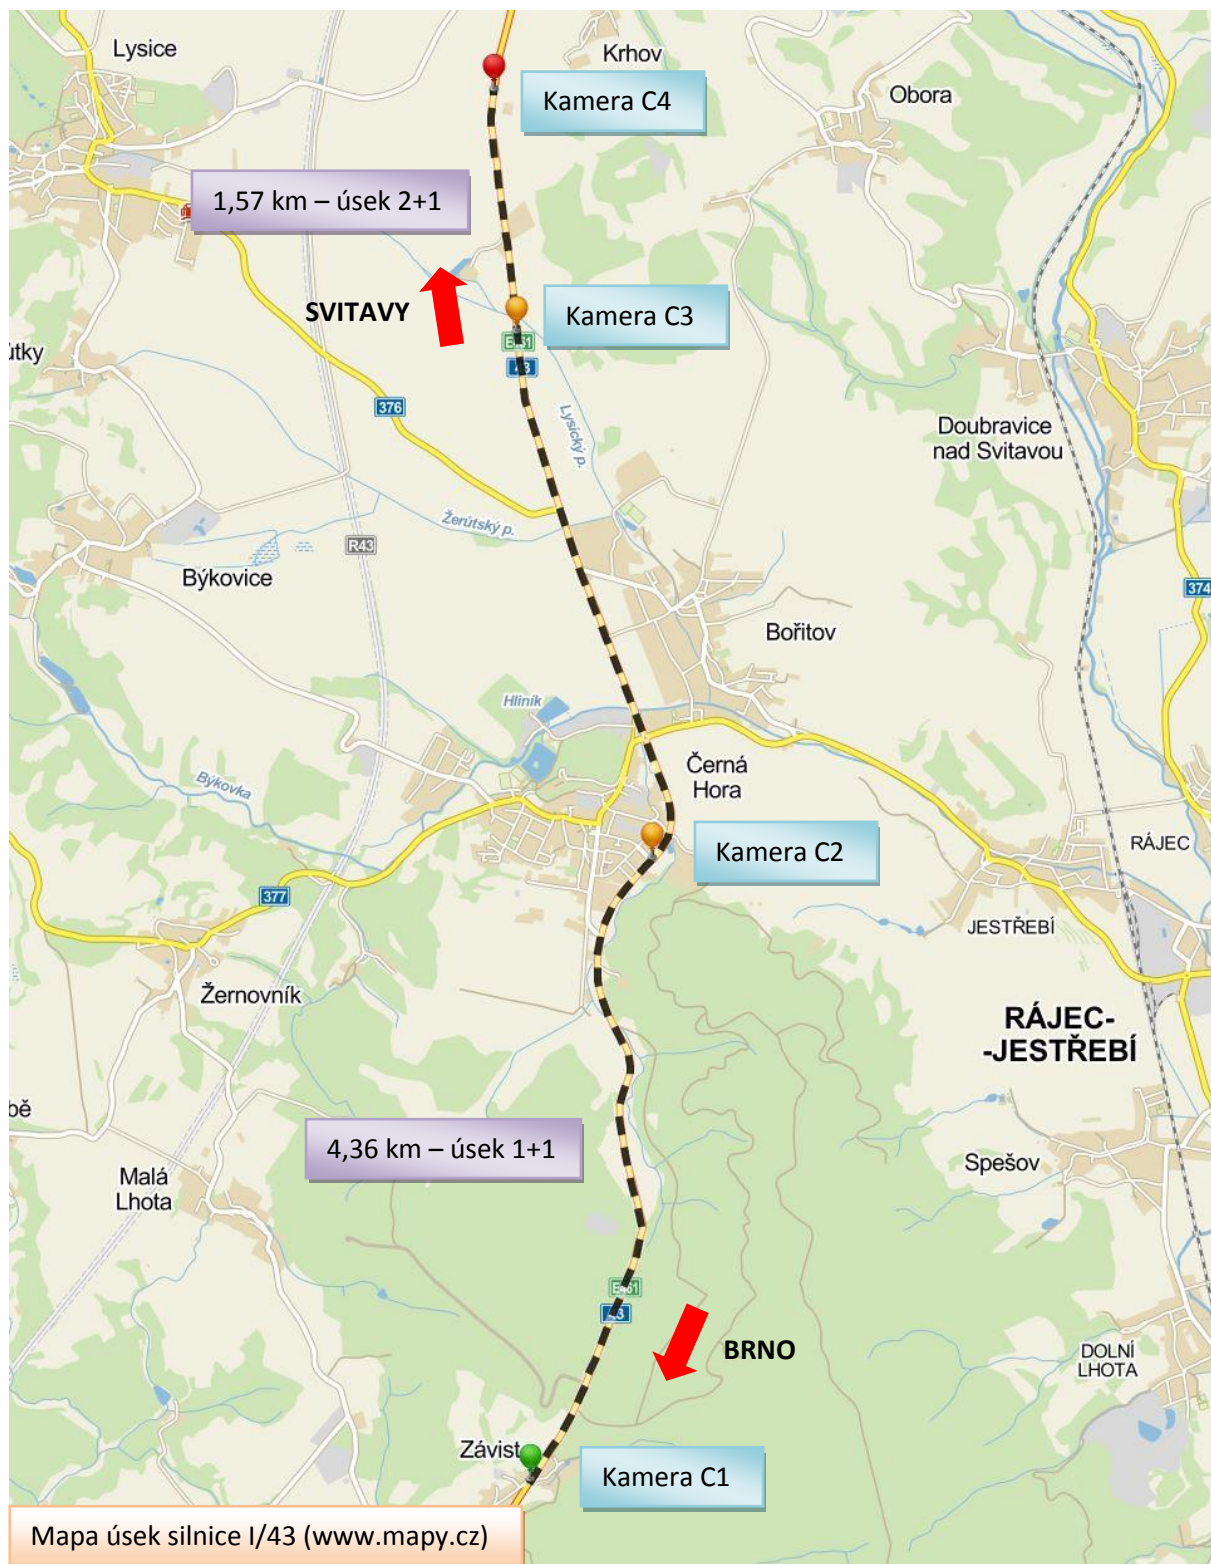 Lysice
Krhov
Obora
Kamera C4
1,57 km – úsek 2+1
SVITAVY
Kamera C3
E461
43
útky
376
Lysický p.
Doubravice
nad Svitavou
Žerůtský p.
R43
Býkovice
374
Bořitov
Hliník
Černá
Hora
Býkovka
Kamera C2
RÁJEC
377
JESTŘEBÍ
Žernovník
RÁJEC-
-JESTŘEBÍ
bě
4,36 km – úsek 1+1
Malá
Lhota
Spešov
E461
43
BRNO
DOLNÍ
LHOTA
Závist
Kamera C1
Mapa úsek silnice I/43 (www.mapy.cz)